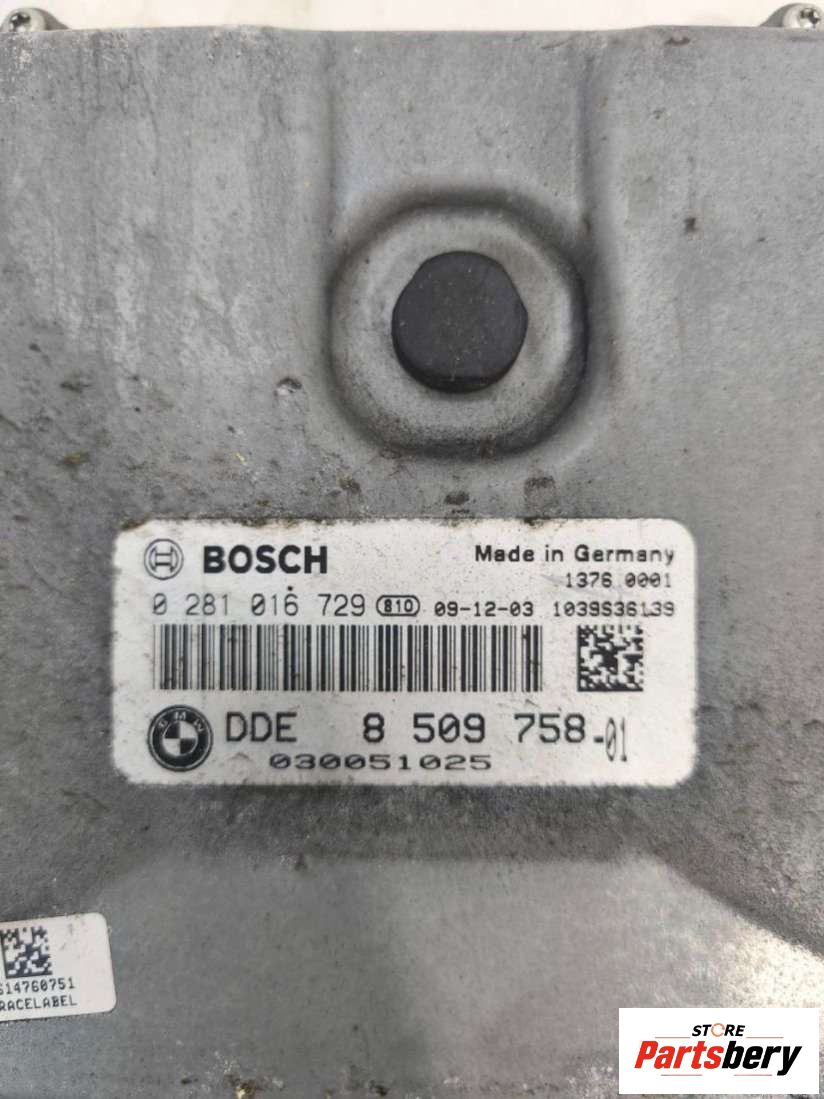 BOSCH Made in Germany
1376 0001
0 281 016 729 810 09-12-03 1039S36139
BMW DDE 8 509 758-01
030051025
614760751
RACELABEL
STORE
Partsbery